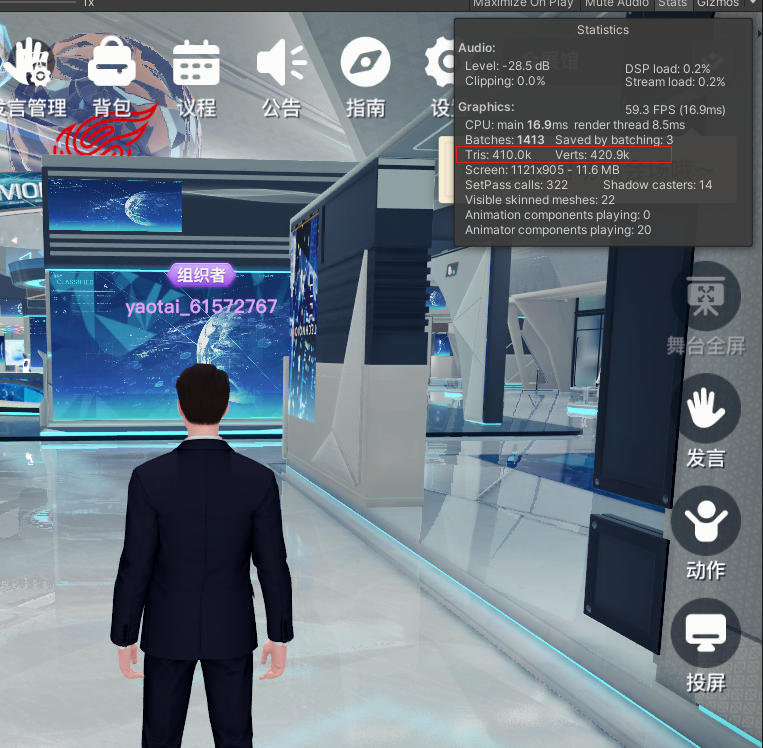 1x Maximize On Play Mute Audio Stats Gizmos
Statistics
Audio:
Level: -28.5 dB DSP load: 0.2%
Clipping: 0.0% Stream load: 0.2%
Graphics: 59.3 FPS (16.9ms)
CPU: main 16.9ms render thread 8.5ms
Batches: 1413 Saved by batching: 3
Tris: 410.0k Verts: 420.9k
Screen: 1121x905 - 11.6 MB
SetPass calls: 322 Shadow casters: 14
Visible skinned meshes: 22
Animation components playing: 0
Animator components playing: 20
发言管理 背包 议程 公告 指南 设
CLASSIFIED
组织者
yaotai_61572767
舞台全屏
发言
动作
投屏